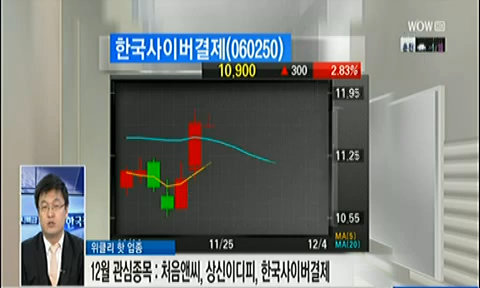 WOW
한국사이버결제(060250)
10,900 ▲ 300 2.83%
11.95
11.25
10.55
11/25 12/4
MA(5)
MA(20)
위클리 핫 업종
12월 관심종목 : 처음앤씨, 상신이디피, 한국사이버결제